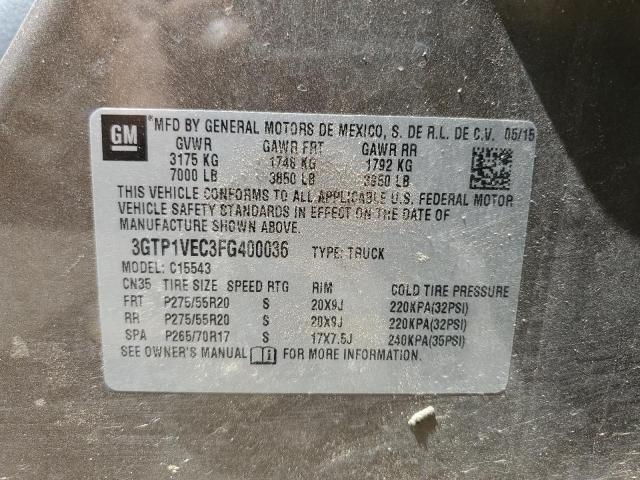 GM MFD BY GENERAL MOTORS DE MEXICO, S. DE R.L. DE C.V. 05/15
GVWR GAWR FRT GAWR RR
3175 KG 1746 KG 1792 KG
7000 LB 3850 LB 3950 LB
THIS VEHICLE CONFORMS TO ALL APPLICABLE U.S. FEDERAL MOTOR
VEHICLE SAFETY STANDARDS IN EFFECT ON THE DATE OF
MANUFACTURE SHOWN ABOVE.
3GTP1VEC3FG400036 TYPE: TRUCK
MODEL: C15543
CN35 TIRE SIZE SPEED RTG RIM COLD TIRE PRESSURE
FRT P275/55R20 S 20X9J 220KPA(32PSI)
RR P275/55R20 S 20X9J 220KPA(32PSI)
SPA P265/70R17 S 17X7.5J 240KPA(35PSI)
SEE OWNER'S MANUAL FOR MORE INFORMATION.